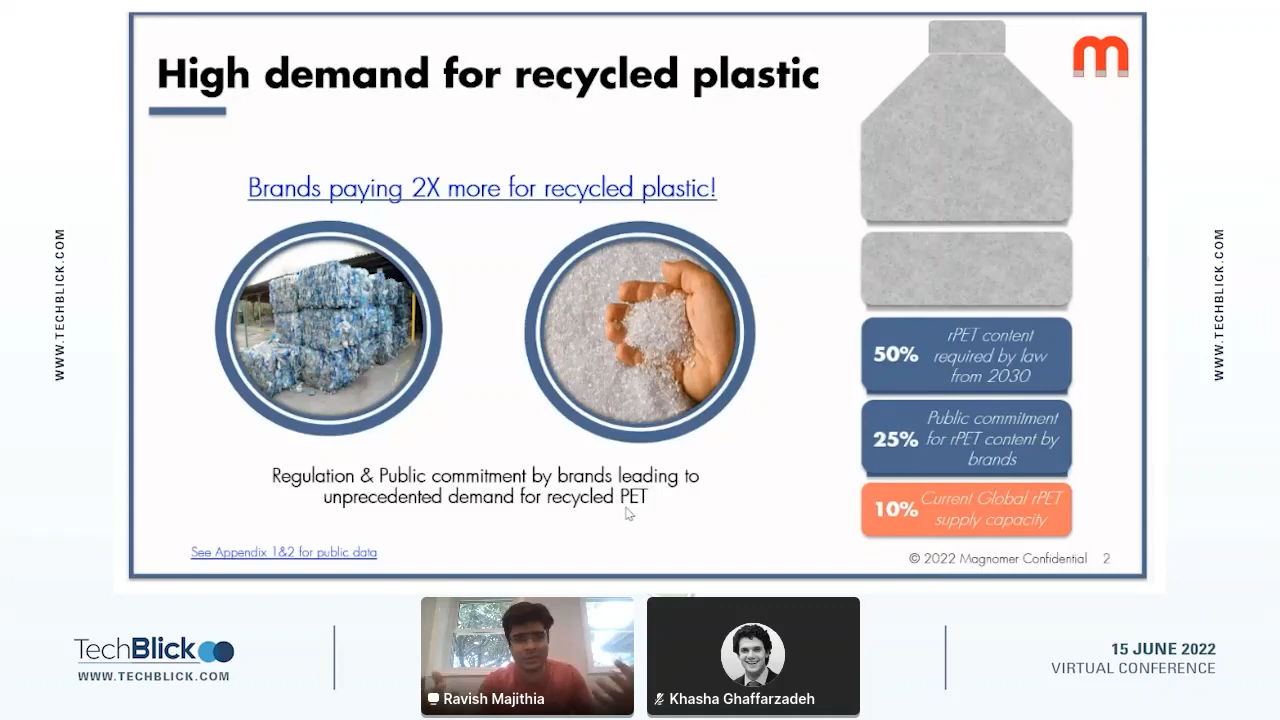 High demand for recycled plastic
m
Brands paying 2X more for recycled plastic!
Regulation & Public commitment by brands leading to
unprecedented demand for recycled PET
See Appendix 1&2 for public data
50%
rPET content
required by law
from 2030
25%
Public commitment
for rPET content by
brands
10%
Current Global rPET
supply capacity
© 2022 Magnomer Confidential 2
WWW.TECHBLICK.COM
WWW.TECHBLICK.COM
TechBlick
WWW.TECHBLICK.COM
Ravish Majithia
Khasha Ghaffarzadeh
15 JUNE 2022
VIRTUAL CONFERENCE